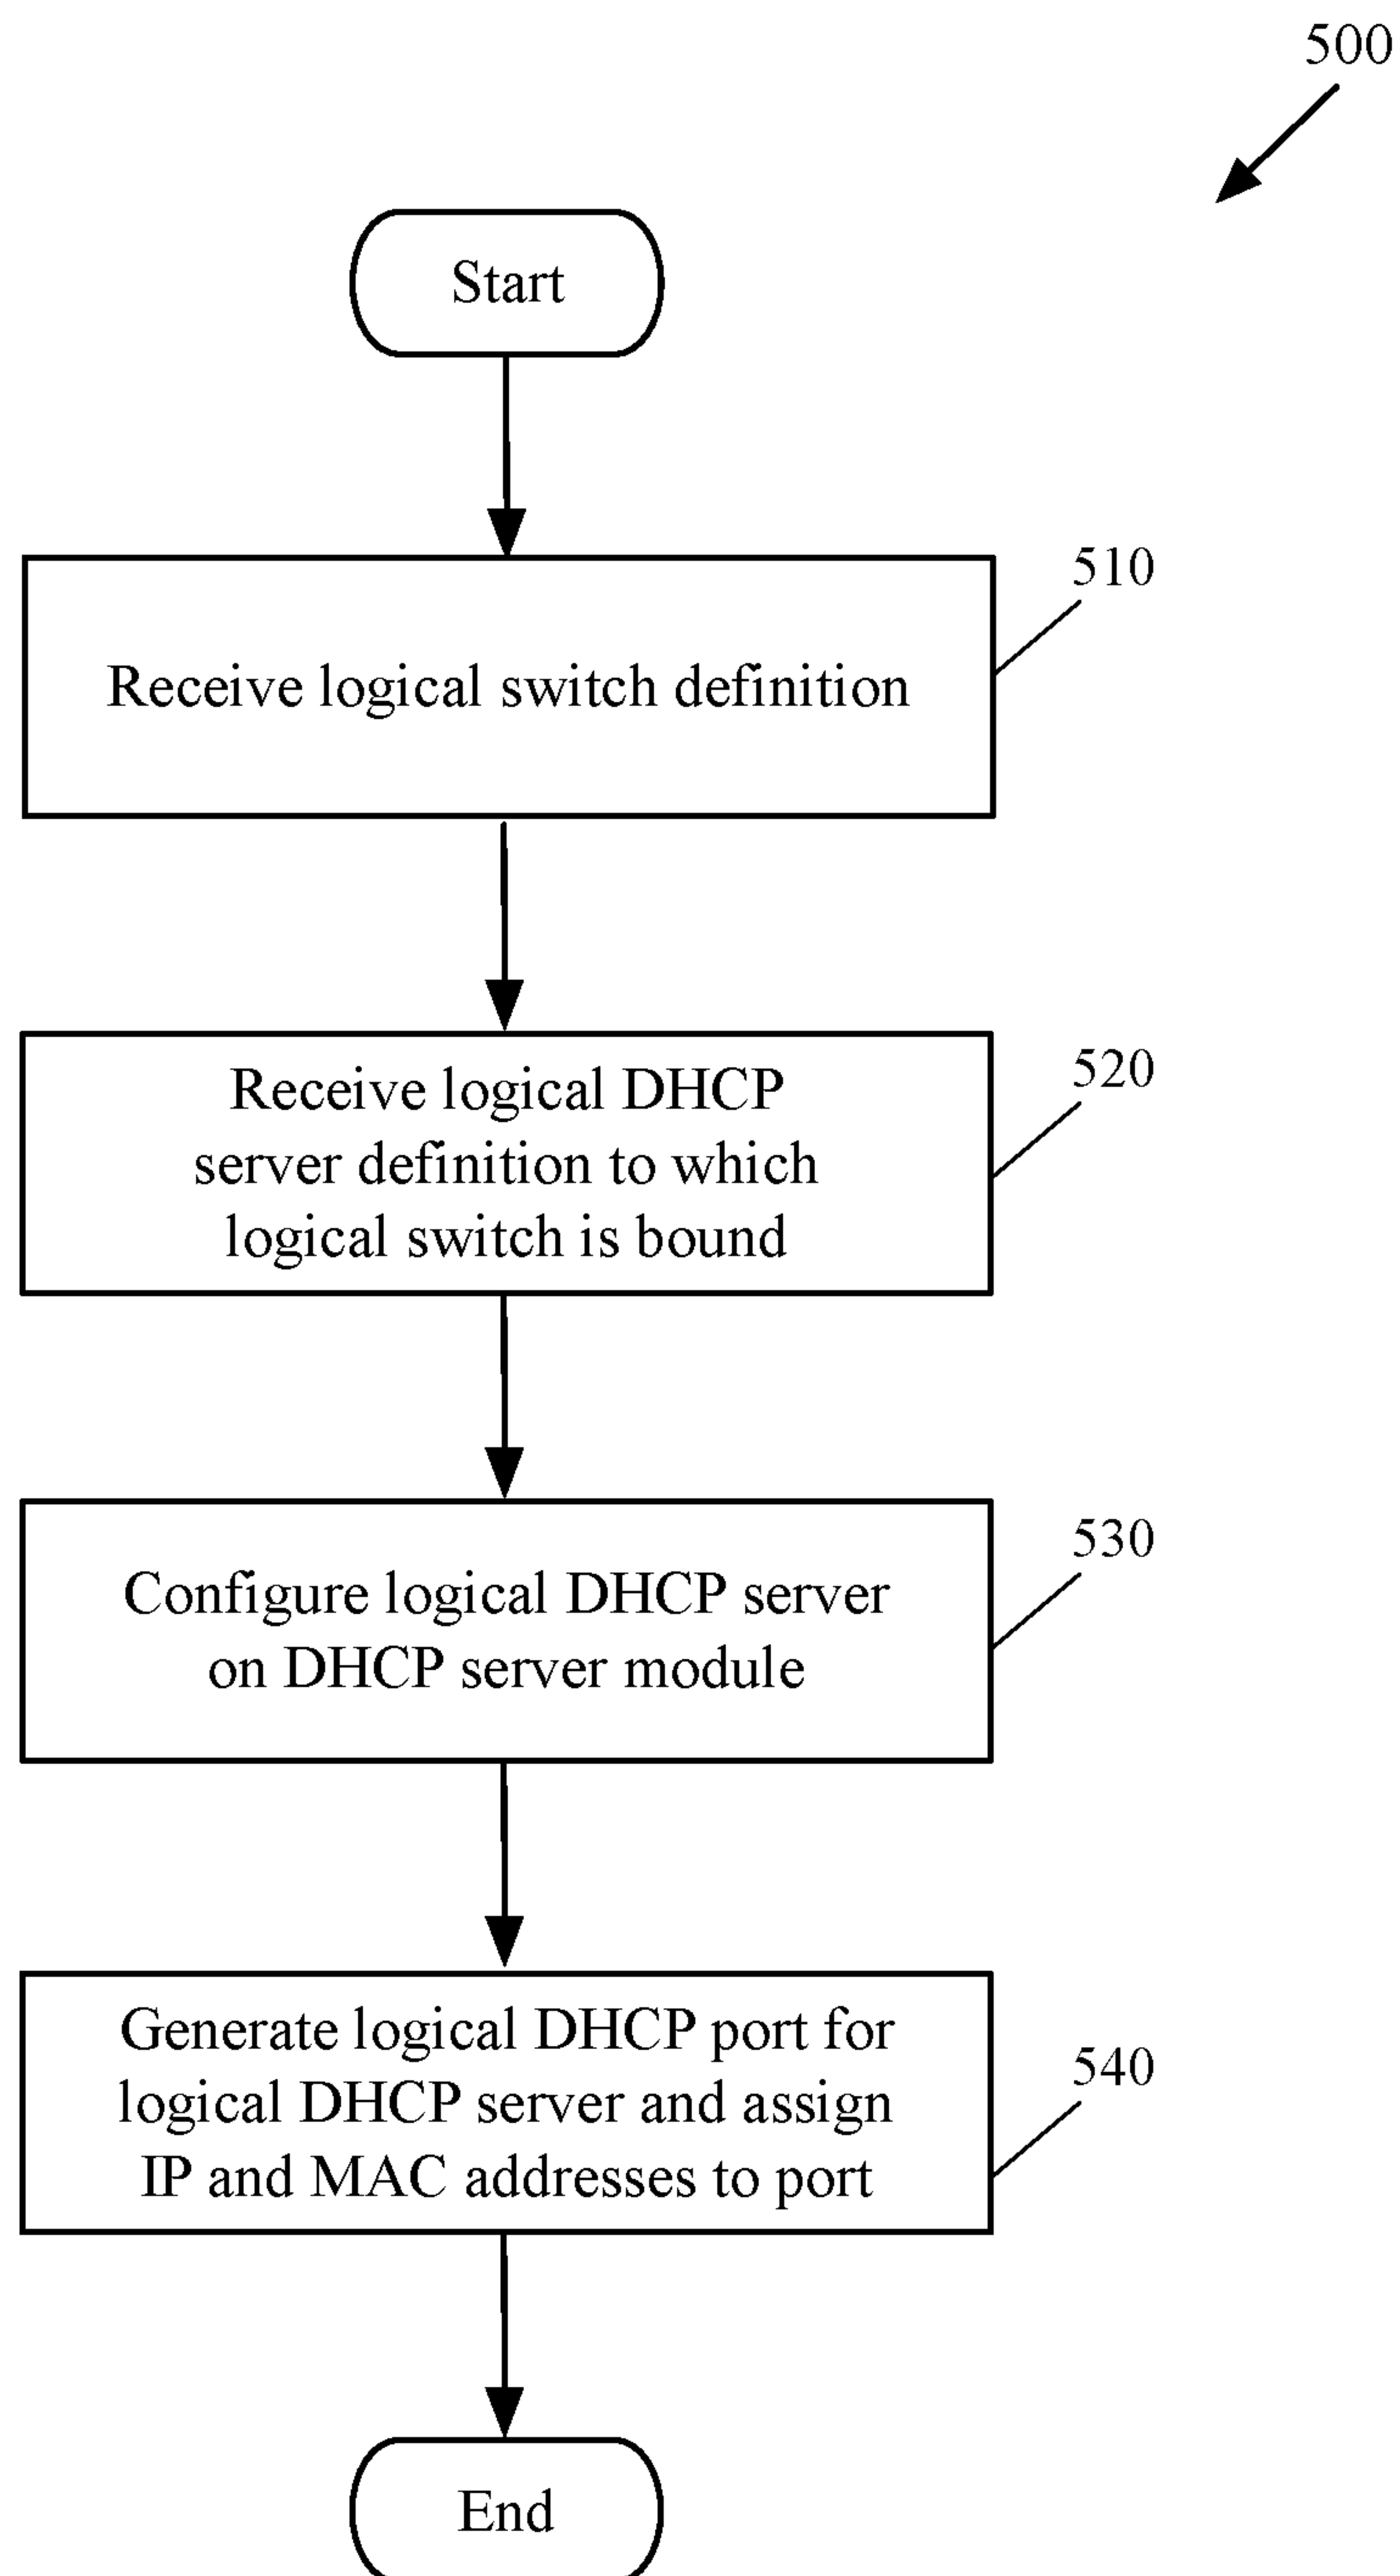 500
Start
510
Receive logical switch definition
520
Receive logical DHCP
server definition to which
logical switch is bound
530
Configure logical DHCP server
on DHCP server module
Generate logical DHCP port for
540
logical DHCP server and assign
IP and MAC addresses to port
End